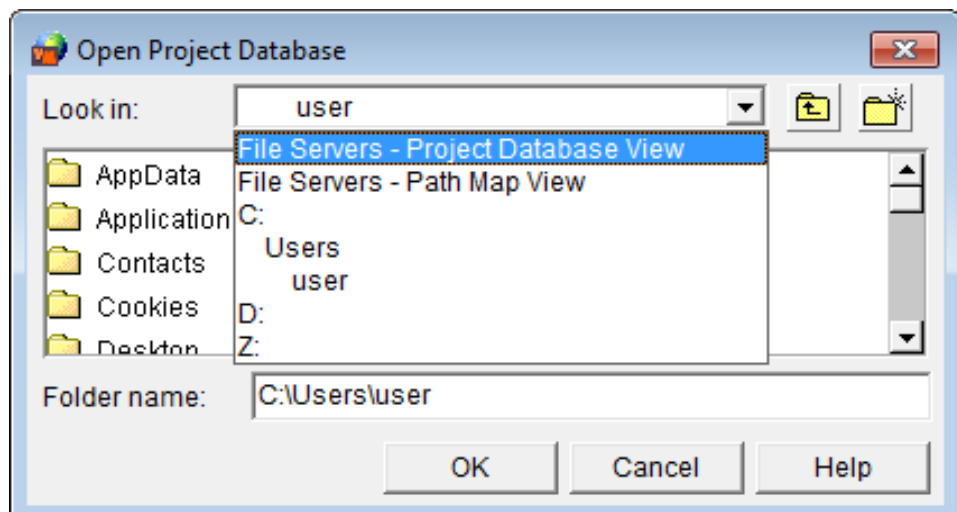 Open Project Database
Look in:
user
File Servers - Project Database View
File Servers - Path Map View
C:
Users
user
D:
Z:
AppData
Application
Contacts
Cookies
Desktop
Folder name:
C:\Users\user
OK
Cancel
Help